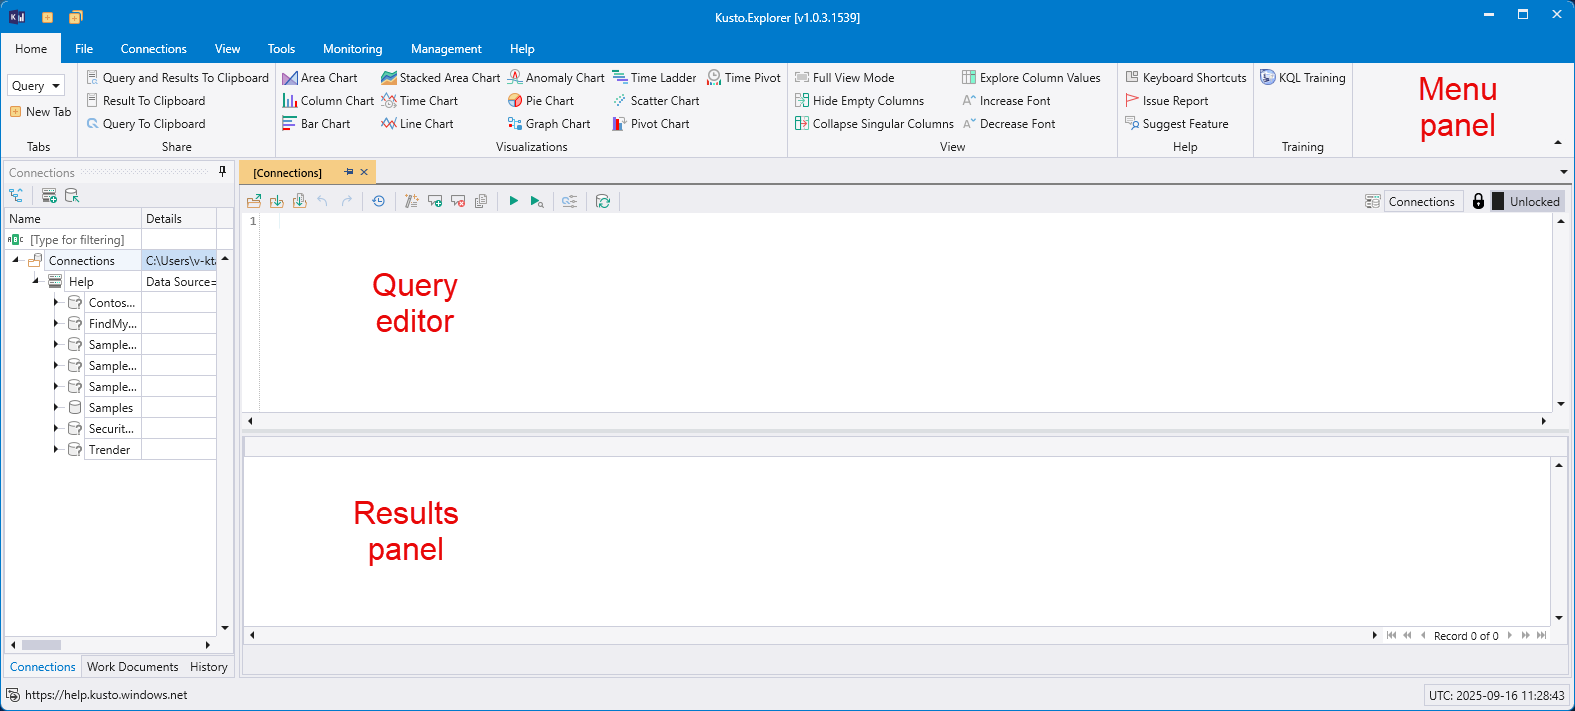 Kusto.Explorer [v1.0.3.1539]
Home File Connections View Tools Monitoring Management Help
Query
New Tab
Tabs
Query and Results To Clipboard
Result To Clipboard
Query To Clipboard
Share
Area Chart Stacked Area Chart Anomaly Chart Time Ladder Time Pivot
Column Chart Time Chart Pie Chart Scatter Chart
Bar Chart Line Chart Graph Chart Pivot Chart
Visualizations
Full View Mode Explore Column Values
Hide Empty Columns Increase Font
Collapse Singular Columns Decrease Font
View
Keyboard Shortcuts
Issue Report
Suggest Feature
Help
KQL Training
Training
Menu
panel
Connections
Name Details
[Type for filtering]
Connections C:\Users\v-kt
Help Data Source=
Contos...
FindMy...
Sample...
Sample...
Sample...
Samples
Securit...
Trender
Connections Work Documents History
[Connections]
Connections Unlocked
1
Query
editor
Results
panel
Record 0 of 0
https://help.kusto.windows.net
UTC: 2025-09-16 11:28:43